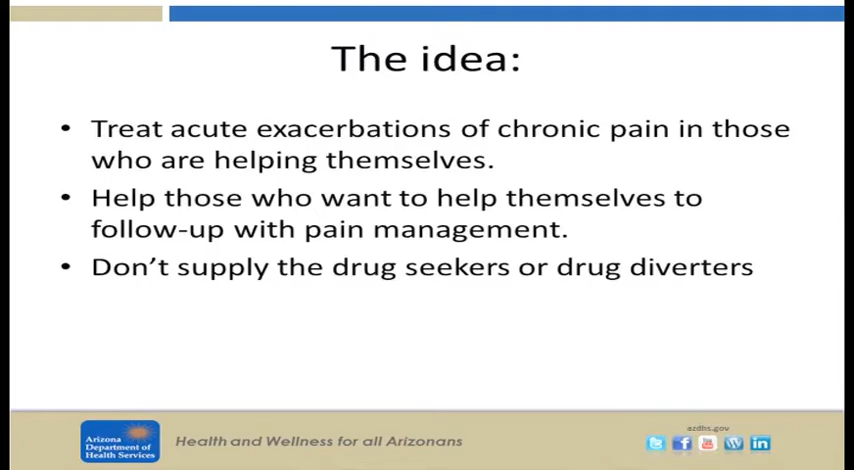 The idea:
• Treat acute exacerbations of chronic pain in those
who are helping themselves.
• Help those who want to help themselves to
follow-up with pain management.
• Don't supply the drug seekers or drug diverters
azdhs.gov
Arizona
Department of
Health Services
Health and Wellness for all Arizonans